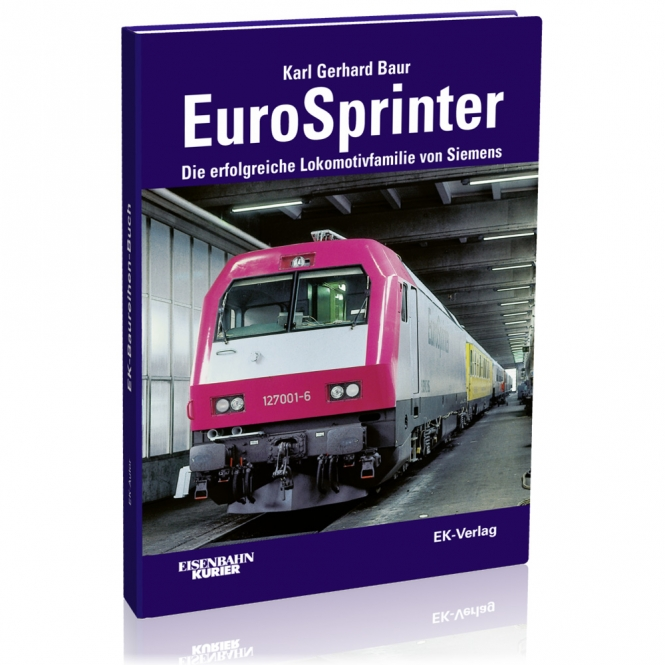 Karl Gerhard Baur
EuroSprinter
Die erfolgreiche Lokomotivfamilie von Siemens
127001-6
EK-Verlag
EISENBAHN
KURIER
EK-Baureihen-Buch